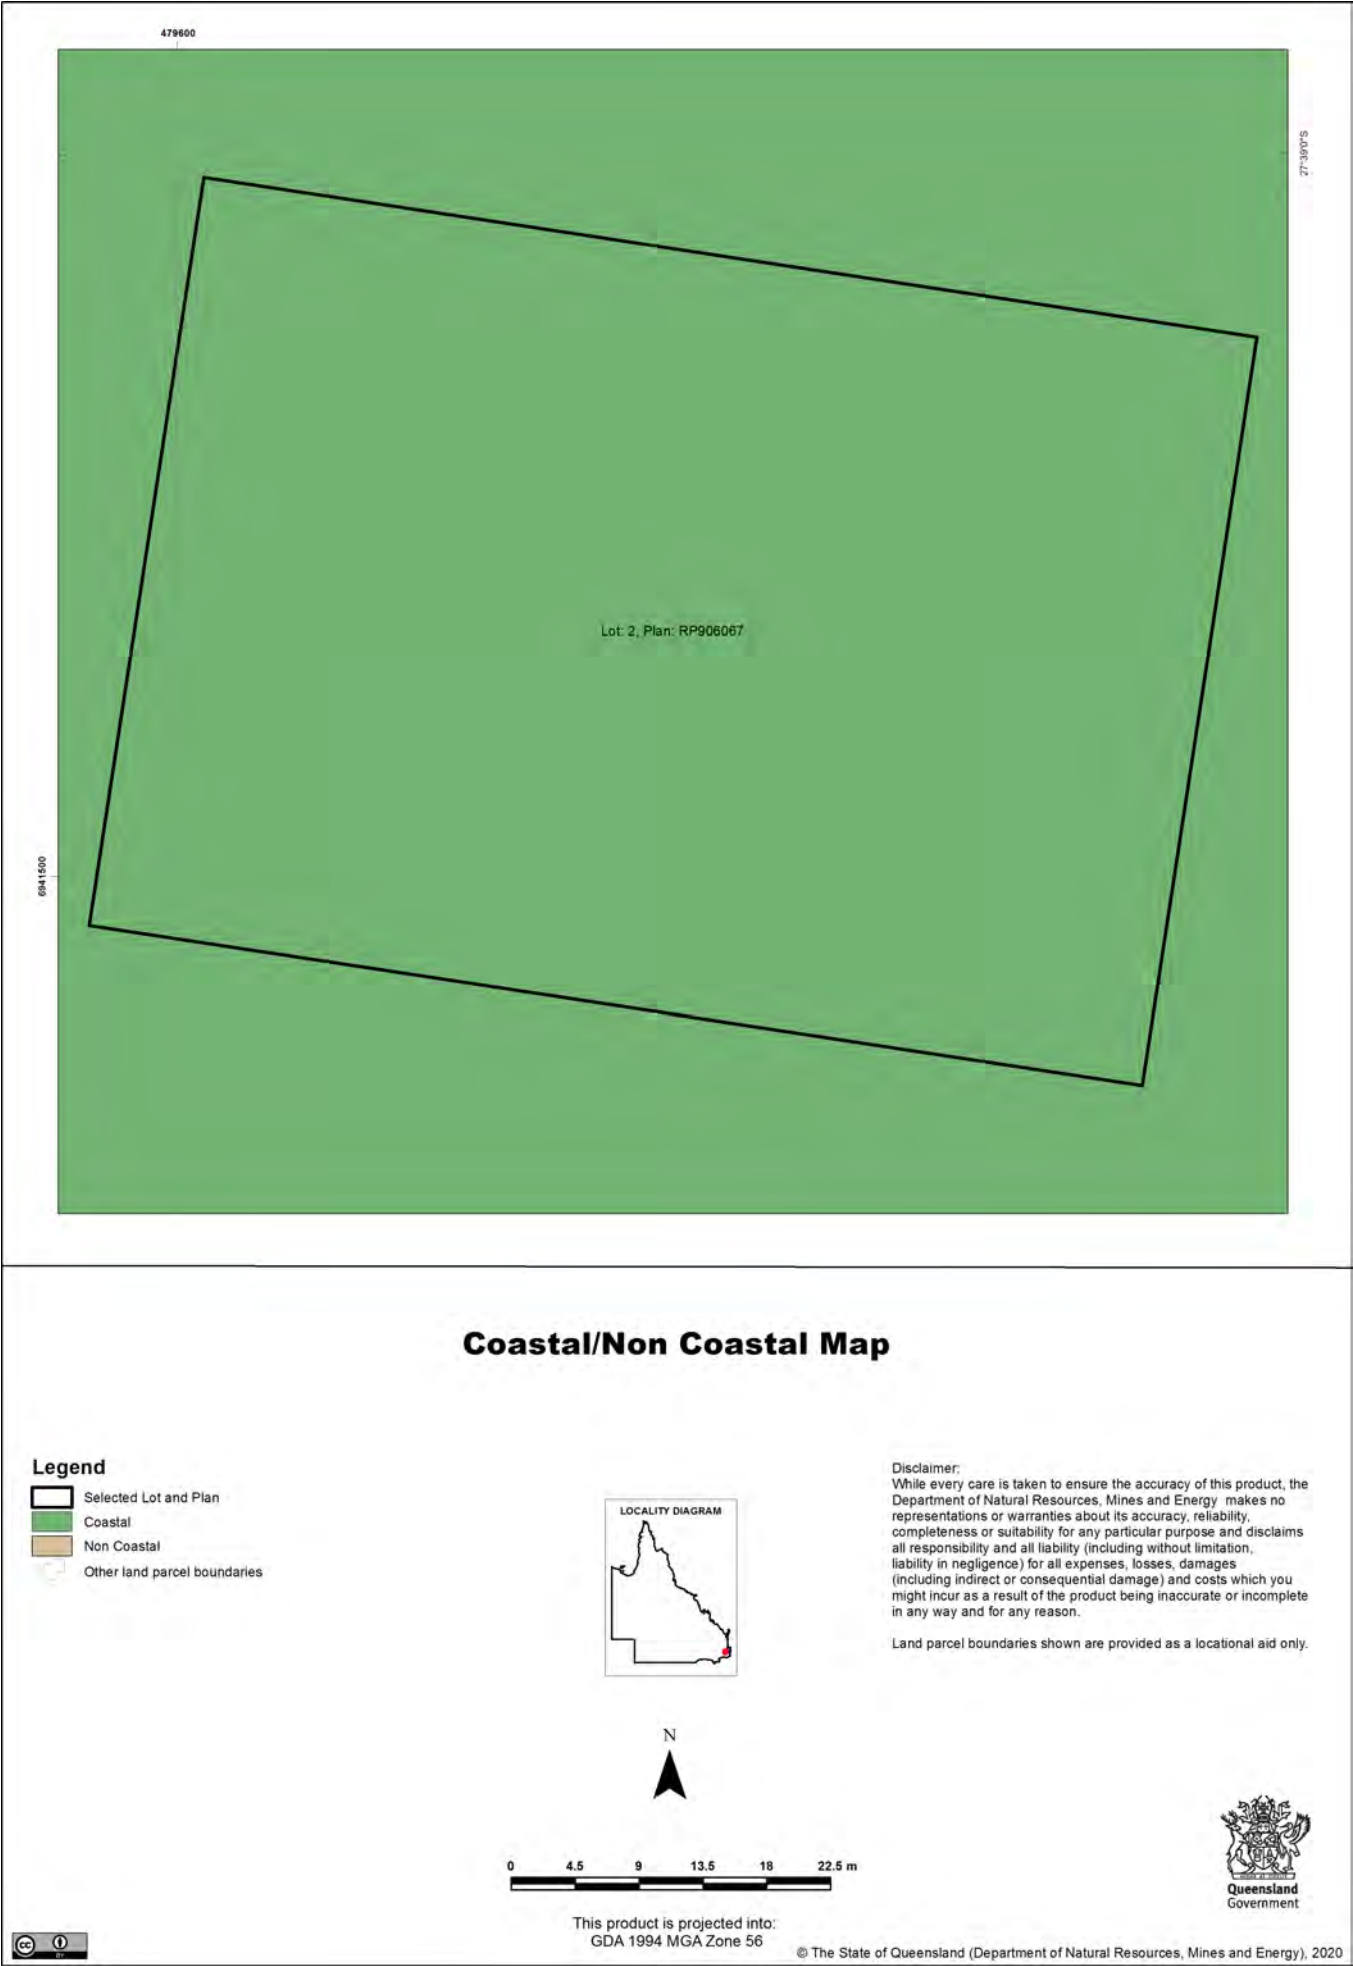 479600
27°39'0"S
Lot: 2, Plan: RP906067
6941500
Coastal/Non Coastal Map
Legend
Selected Lot and Plan
Coastal
Non Coastal
Other land parcel boundaries
LOCALITY DIAGRAM
Disclaimer:
While every care is taken to ensure the accuracy of this product, the
Department of Natural Resources, Mines and Energy makes no
representations or warranties about its accuracy, reliability,
completeness or suitability for any particular purpose and disclaims
all responsibility and all liability (including without limitation,
liability in negligence) for all expenses, losses, damages
(including indirect or consequential damage) and costs which you
might incur as a result of the product being inaccurate or incomplete
in any way and for any reason.
Land parcel boundaries shown are provided as a locational aid only.
N
0 4.5 9 13.5 18 22.5 m
This product is projected into:
GDA 1994 MGA Zone 56
Queensland
Government
cc
BY
© The State of Queensland (Department of Natural Resources, Mines and Energy), 2020